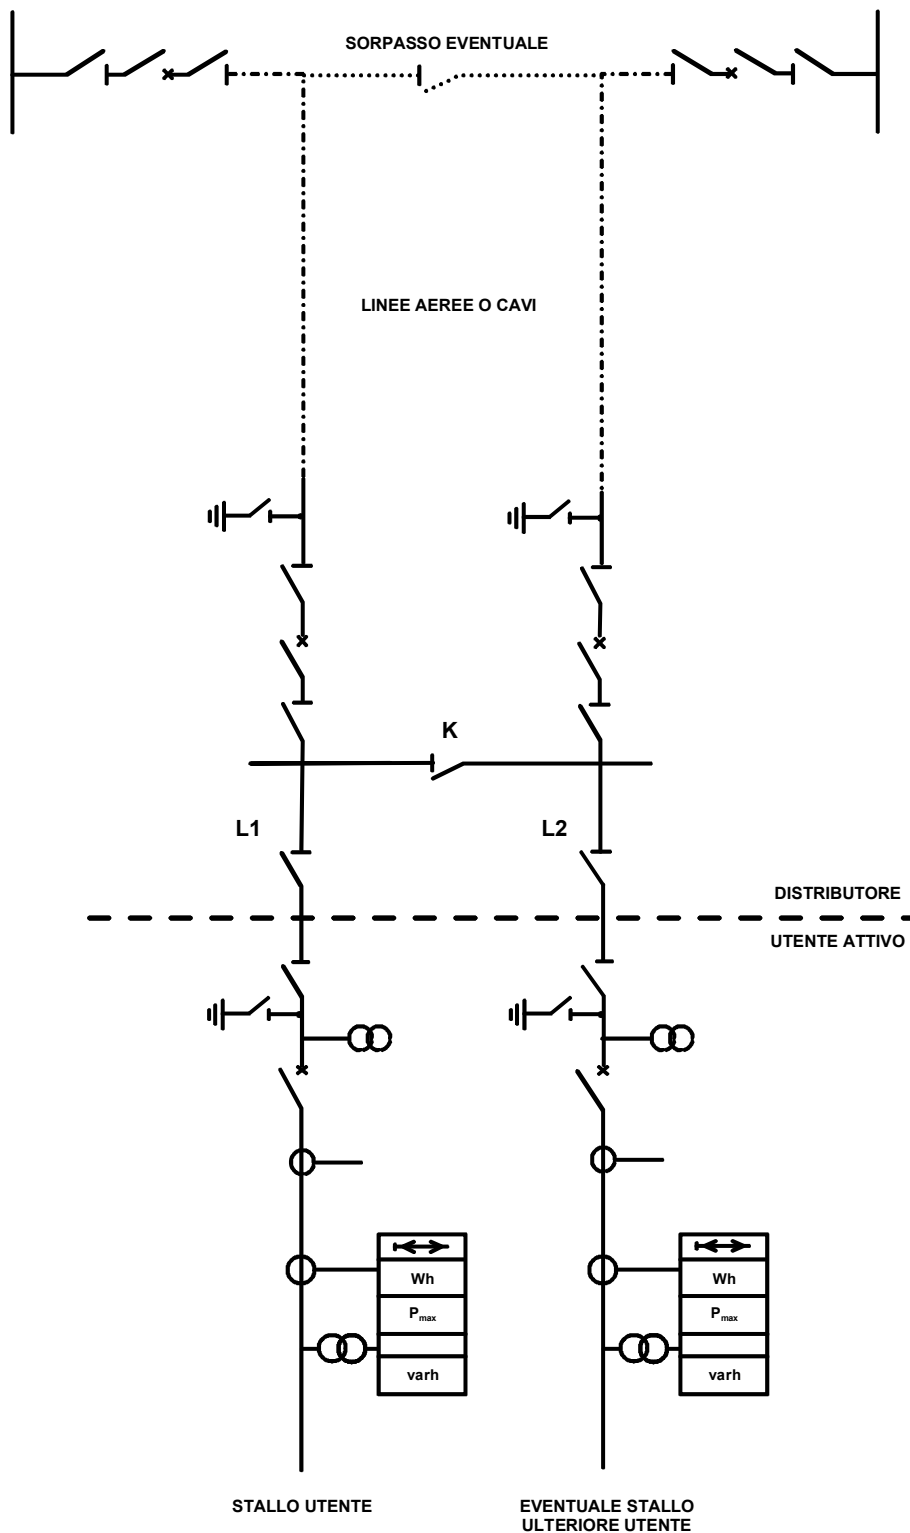 SORPASSO EVENTUALE
LINEE AEREE O CAVI
K
L1
L2
DISTRIBUTORE
UTENTE ATTIVO
Wh
Pmax
varh
Wh
Pmax
varh
STALLO UTENTE
EVENTUALE STALLO
ULTERIORE UTENTE